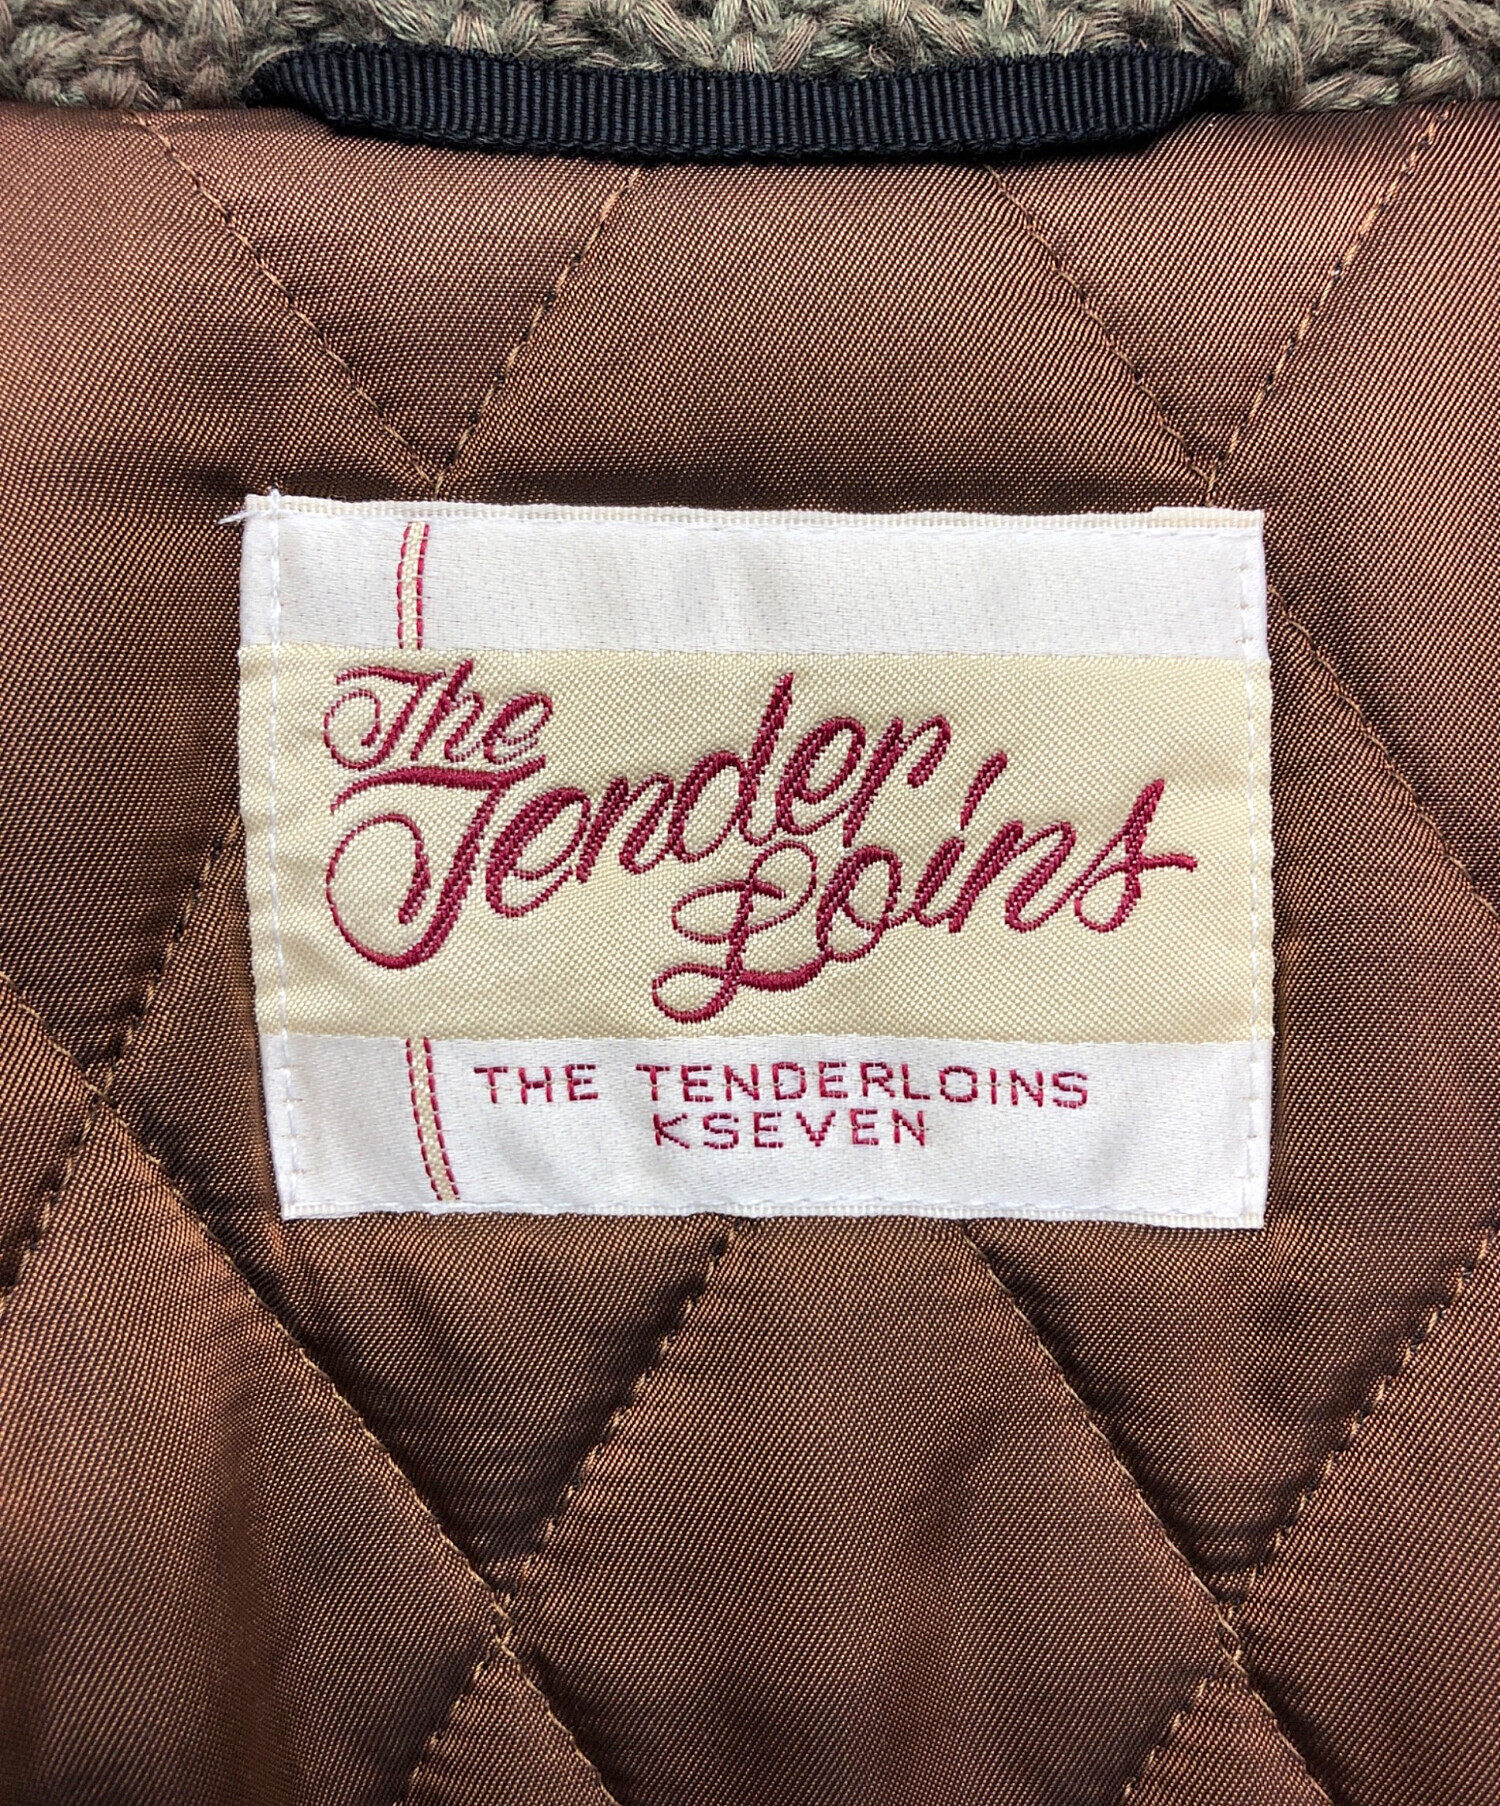 The
Tender
Loins
THE TENDERLOINS
KSEVEN